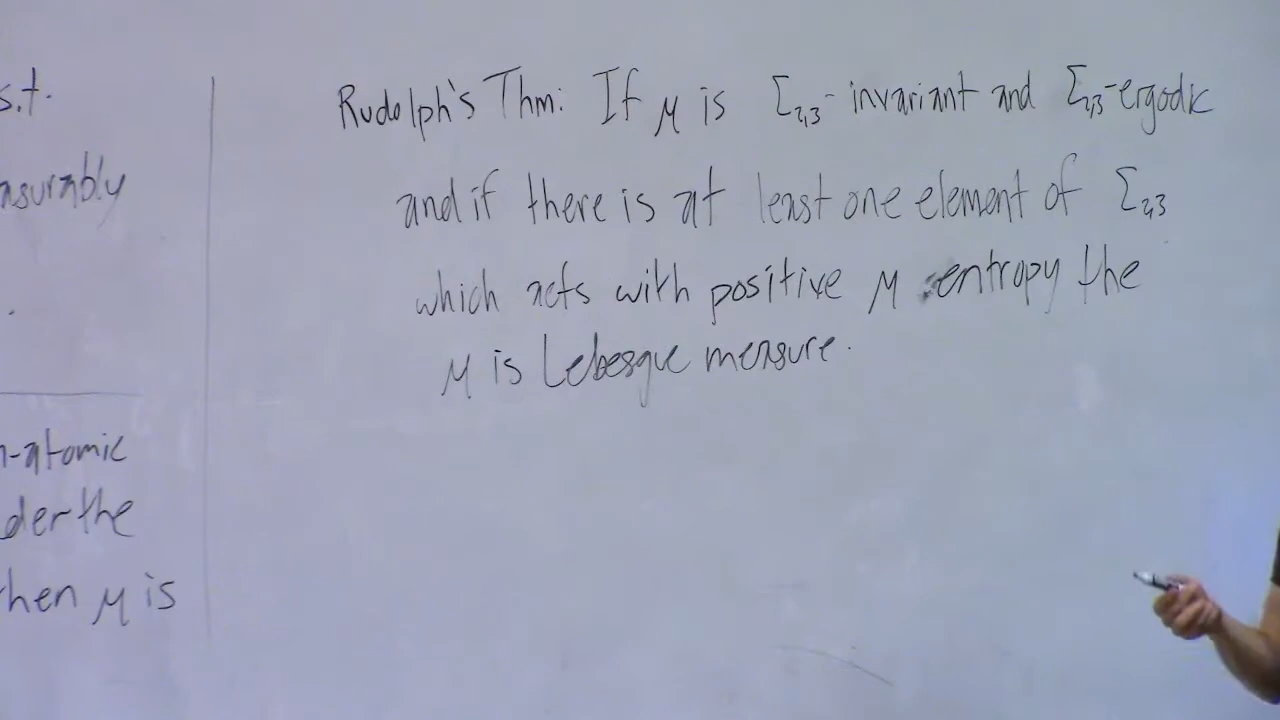 s.t.
asurably
n-atomic
der the
hen μ is
Rudolph's Thm: If μ is Σ₂,₃-invariant and Σ₂,₃-ergodic
and if there is at least one element of Σ₂,₃
which acts with positive μ entropy the
μ is Lebesgue measure.